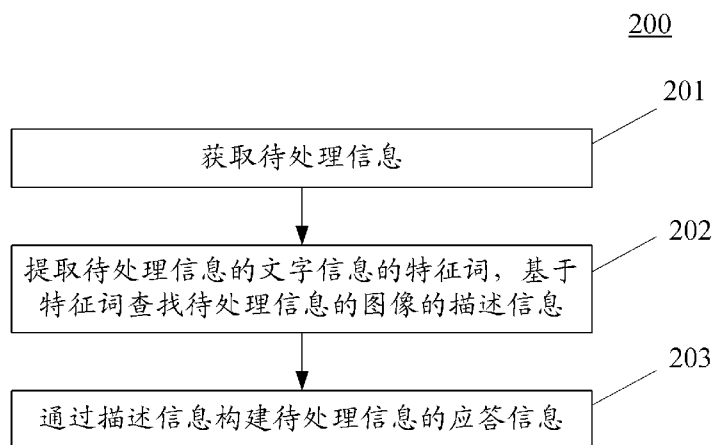 200
201
获取待处理信息
202
提取待处理信息的文字信息的特征词，基于
特征词查找待处理信息的图像的描述信息
203
通过描述信息构建待处理信息的应答信息